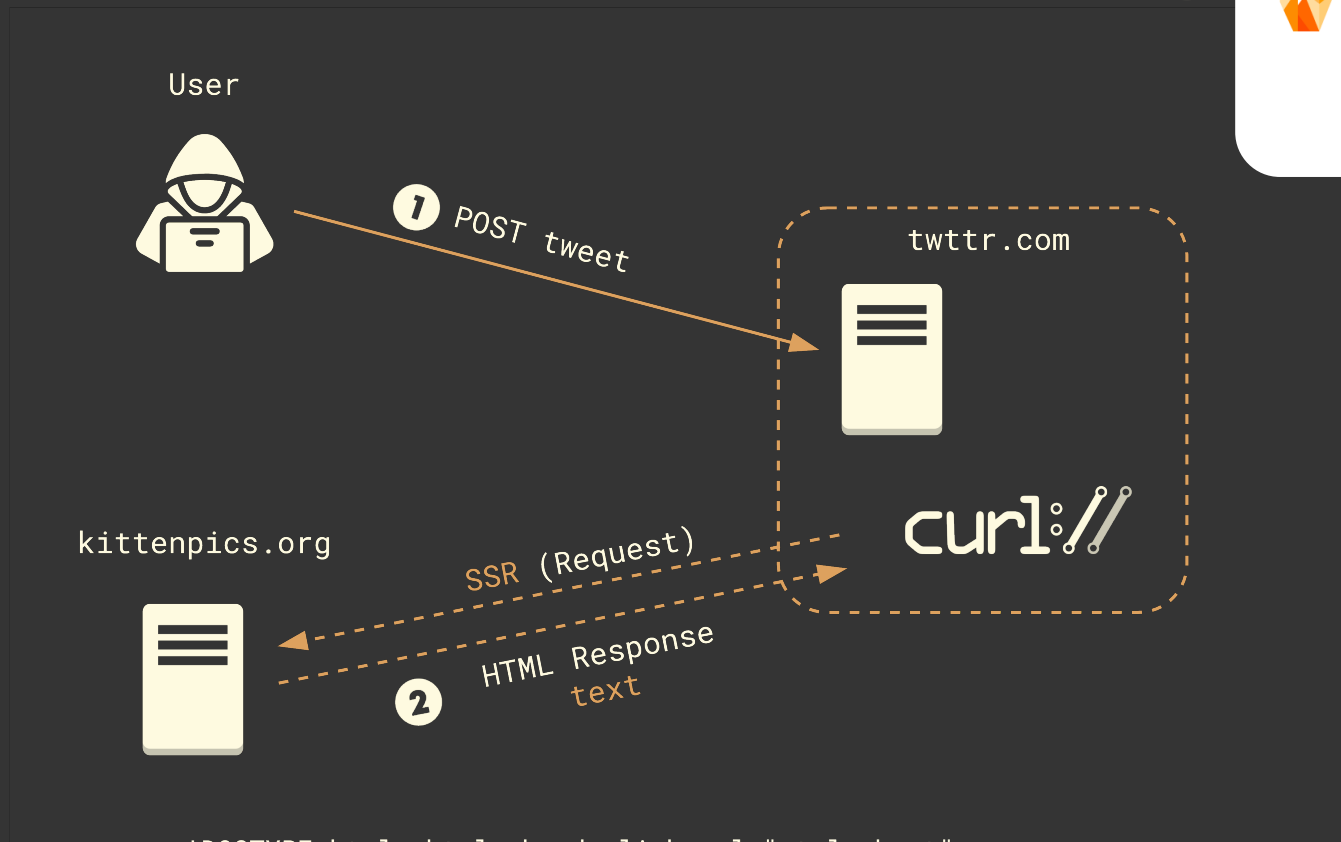 User
1
POST tweet
twttr.com
curl://
kittenpics.org
SSR (Request)
HTML Response
text
2